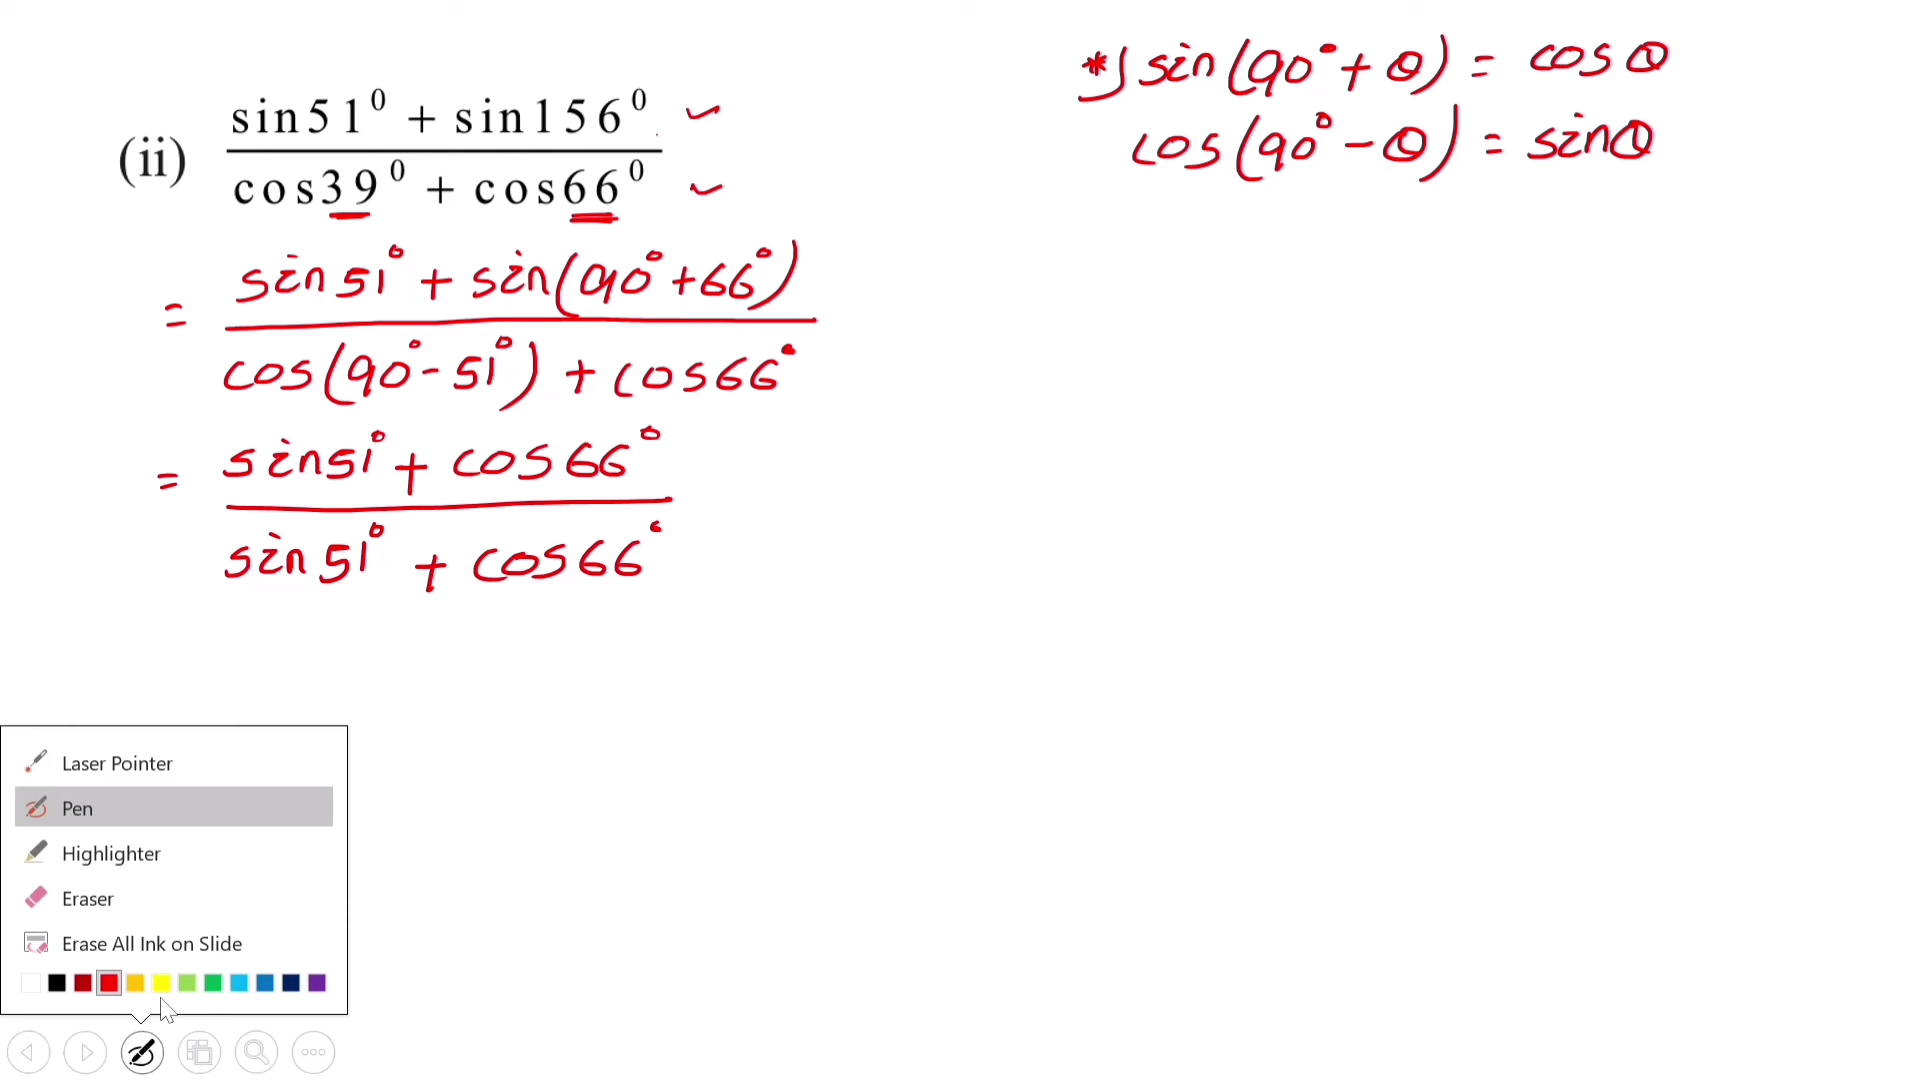 *) sin(90° + θ) = cos θ
cos(90° - θ) = sinθ
(ii) sin51⁰ + sin156⁰
cos39⁰ + cos66⁰
= sin51° + sin(90° + 66°)
cos(90° - 51°) + cos66°
= sin51° + cos66°
sin51° + cos66°
Laser Pointer
Pen
Highlighter
Eraser
Erase All Ink on Slide